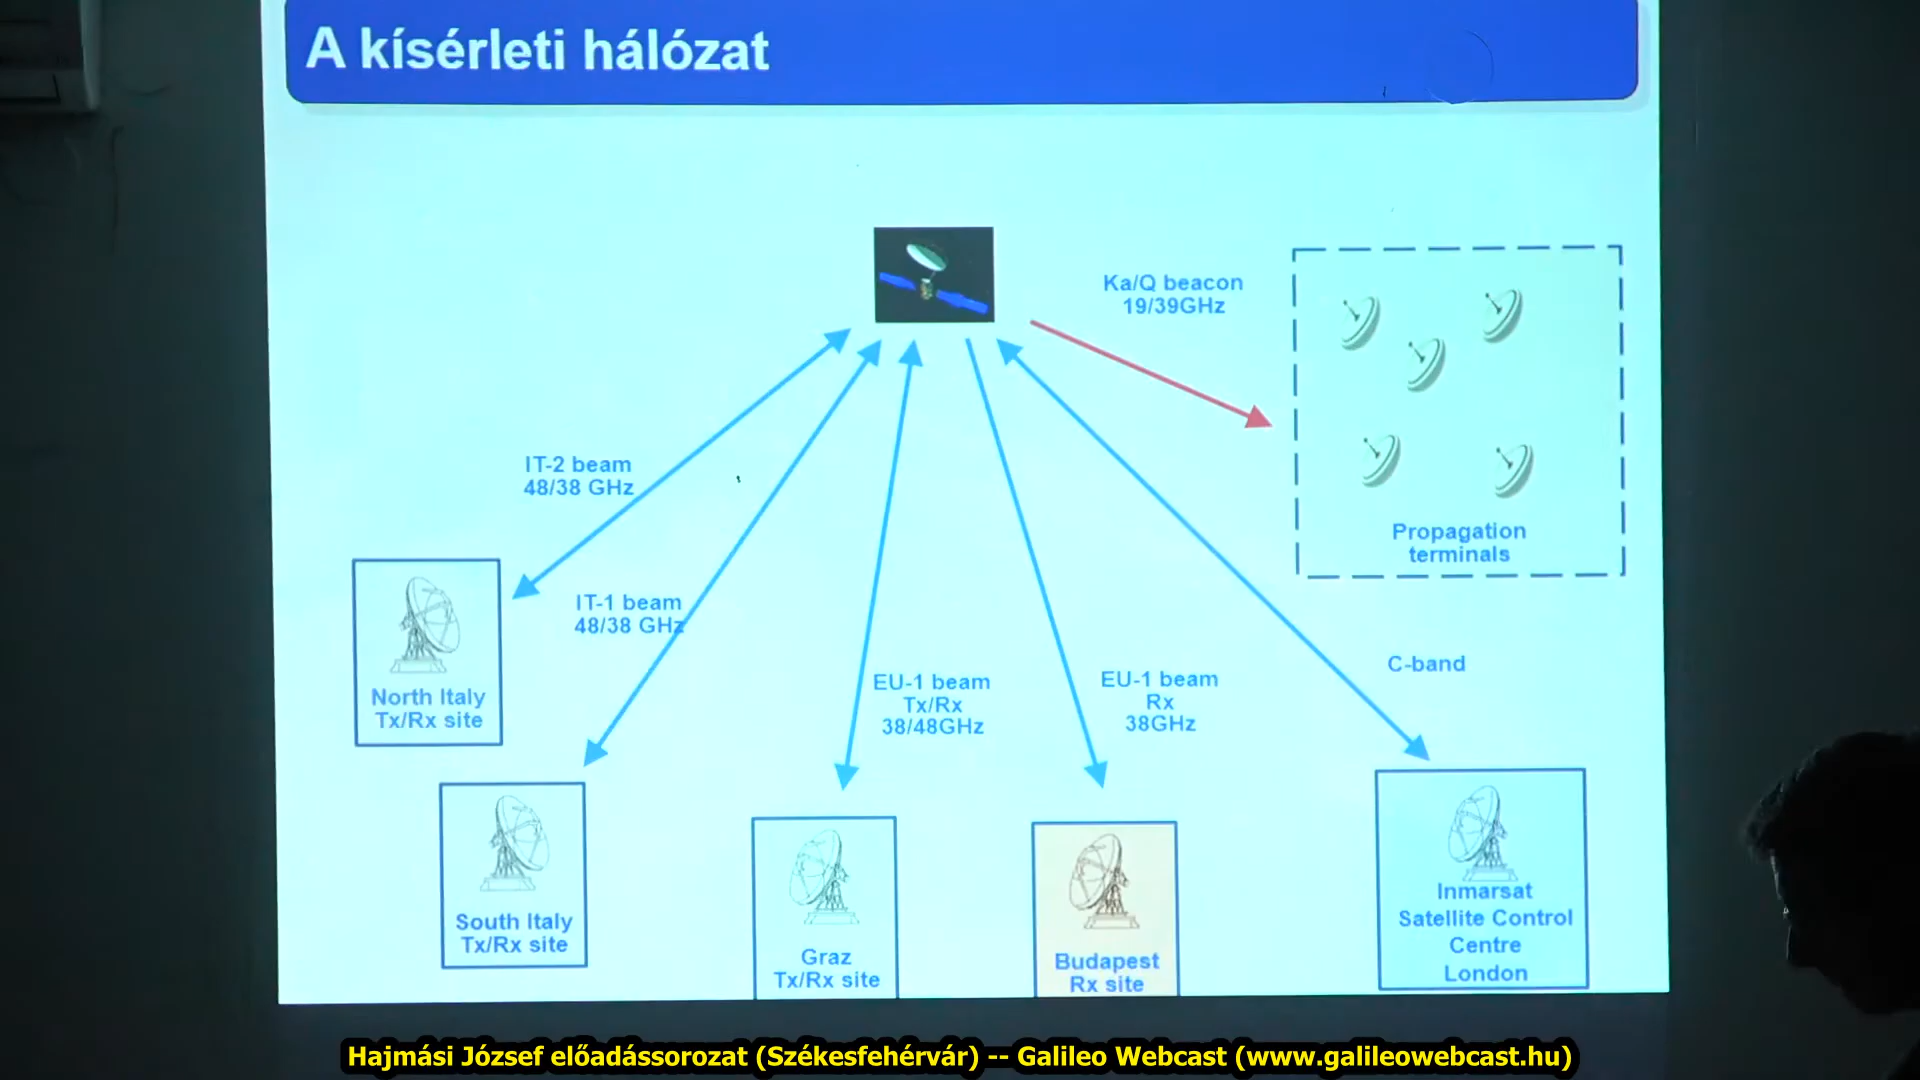 A kísérleti hálózat
Ka/Q beacon
19/39GHz
IT-2 beam
48/38 GHz
Propagation
terminals
IT-1 beam
48/38 GHz
North Italy
Tx/Rx site
EU-1 beam
Tx/Rx
38/48GHz
EU-1 beam
Rx
38GHz
C-band
South Italy
Tx/Rx site
Graz
Tx/Rx site
Budapest
Rx site
Inmarsat
Satellite Control
Centre
London
Hajmási József előadássorozat (Székesfehérvár) -- Galileo Webcast (www.galileowebcast.hu)